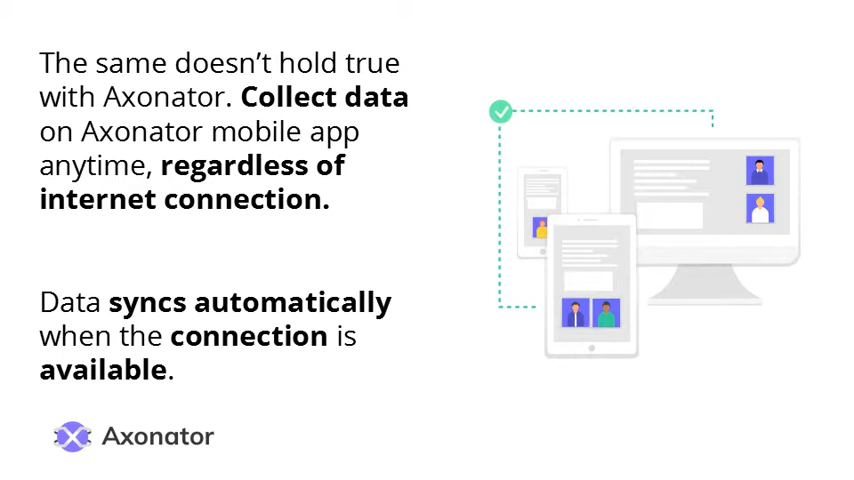 The same doesn’t hold true
with Axonator. Collect data
on Axonator mobile app
anytime, regardless of
internet connection.
Data syncs automatically
when the connection is
available.
Axonator